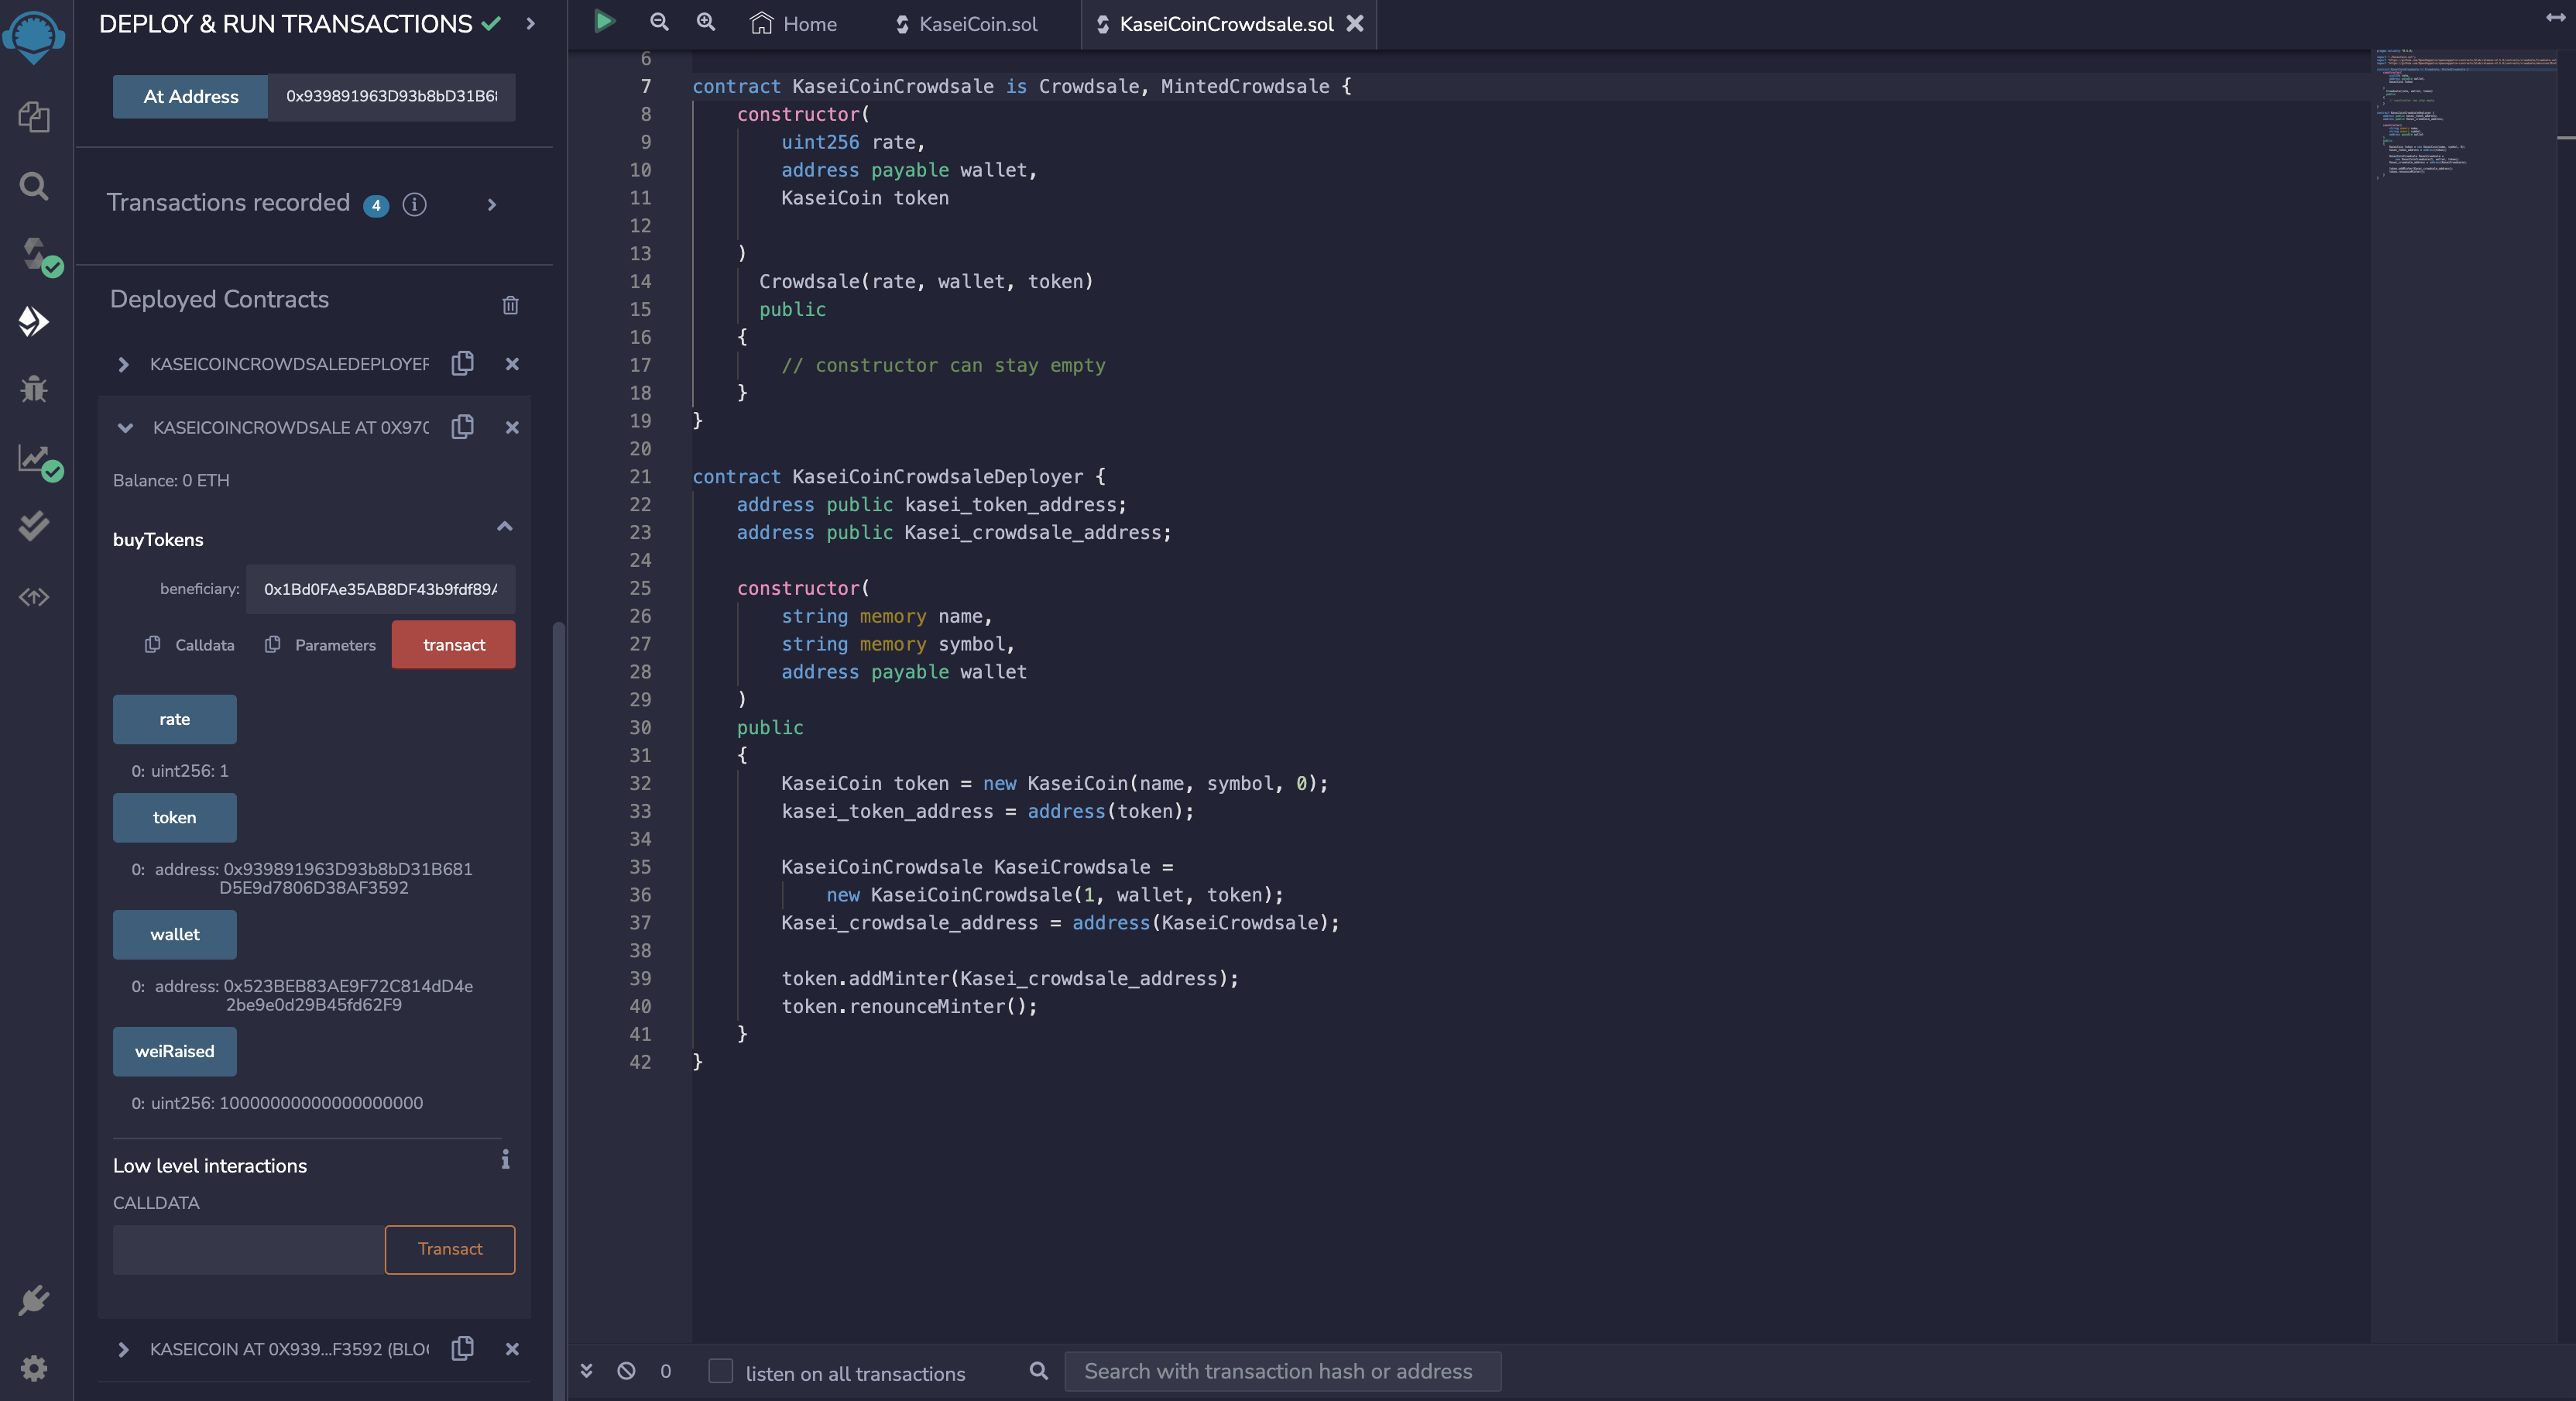 DEPLOY & RUN TRANSACTIONS
At Address 0x939891963D93b8bD31B6
Transactions recorded 4 i
Deployed Contracts
KASEICOINCROWDSALEDEPLOYER
KASEICOINCROWDSALE AT 0X970
Balance: 0 ETH
buyTokens
beneficiary: 0x1Bd0FAe35AB8DF43b9fdf89A
Calldata Parameters transact
rate
0: uint256: 1
token
0: address: 0x939891963D93b8bD31B681
D5E9d7806D38AF3592
wallet
0: address: 0x523BEB83AE9F72C814dD4e
2be9e0d29B45fd62F9
weiRaised
0: uint256: 10000000000000000000
Low level interactions i
CALLDATA
Transact
KASEICOIN AT 0X939...F3592 (BLO
Home KaseiCoin.sol KaseiCoinCrowdsale.sol
6
7 contract KaseiCoinCrowdsale is Crowdsale, MintedCrowdsale {
8 constructor(
9 uint256 rate,
10 address payable wallet,
11 KaseiCoin token
12
13 )
14 Crowdsale(rate, wallet, token)
15 public
16 {
17 // constructor can stay empty
18 }
19 }
20
21 contract KaseiCoinCrowdsaleDeployer {
22 address public kasei_token_address;
23 address public Kasei_crowdsale_address;
24
25 constructor(
26 string memory name,
27 string memory symbol,
28 address payable wallet
29 )
30 public
31 {
32 KaseiCoin token = new KaseiCoin(name, symbol, 0);
33 kasei_token_address = address(token);
34
35 KaseiCoinCrowdsale KaseiCrowdsale =
36 new KaseiCoinCrowdsale(1, wallet, token);
37 Kasei_crowdsale_address = address(KaseiCrowdsale);
38
39 token.addMinter(Kasei_crowdsale_address);
40 token.renounceMinter();
41 }
42 }
0 listen on all transactions Search with transaction hash or address